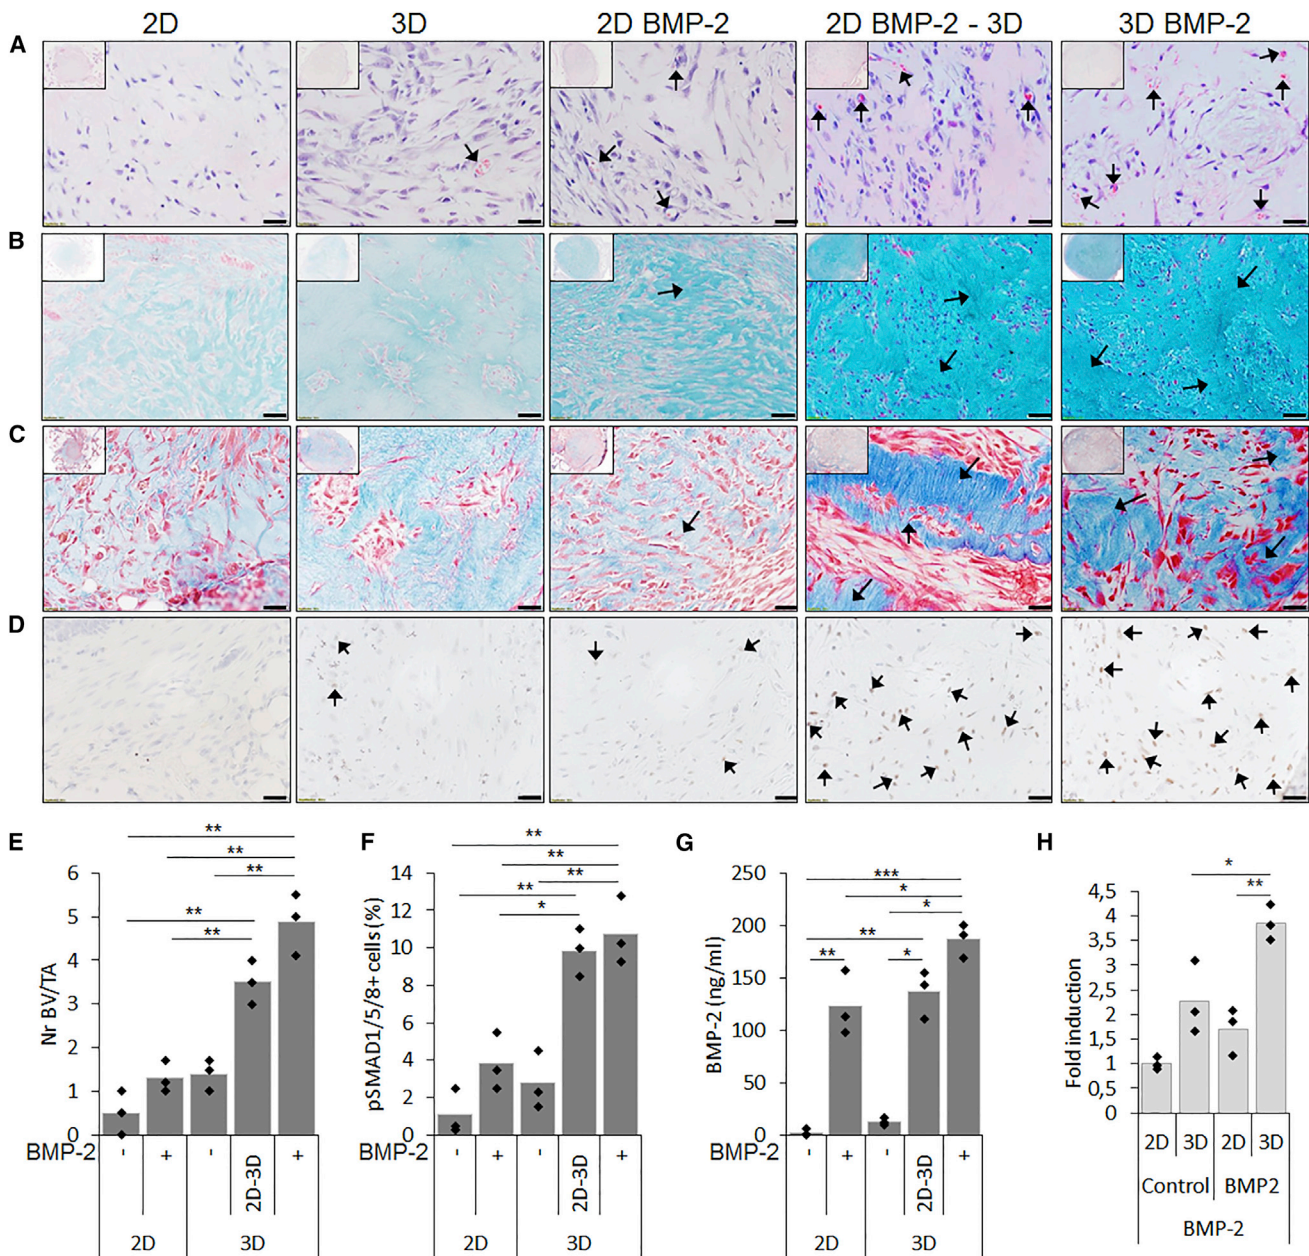 2D 3D 2D BMP-2 2D BMP-2 - 3D 3D BMP-2
A
B
C
D
E
Nr BV/TA
6
5
4
3
2
1
0
**
**
**
**
**
BMP-2 - + - 2D-3D +
2D 3D
F
pSMAD1/5/8+ cells (%)
14
12
10
8
6
4
2
0
**
**
**
**
*
BMP-2 - + - 2D-3D +
2D 3D
G
BMP-2 (ng/ml)
250
200
150
100
50
0
***
*
*
**
** *
BMP-2 - + - 2D-3D +
2D 3D
H
Fold induction
4,5
4
3,5
3
2,5
2
1,5
1
0,5
0
*
**
2D 3D 2D 3D
Control BMP2
BMP-2